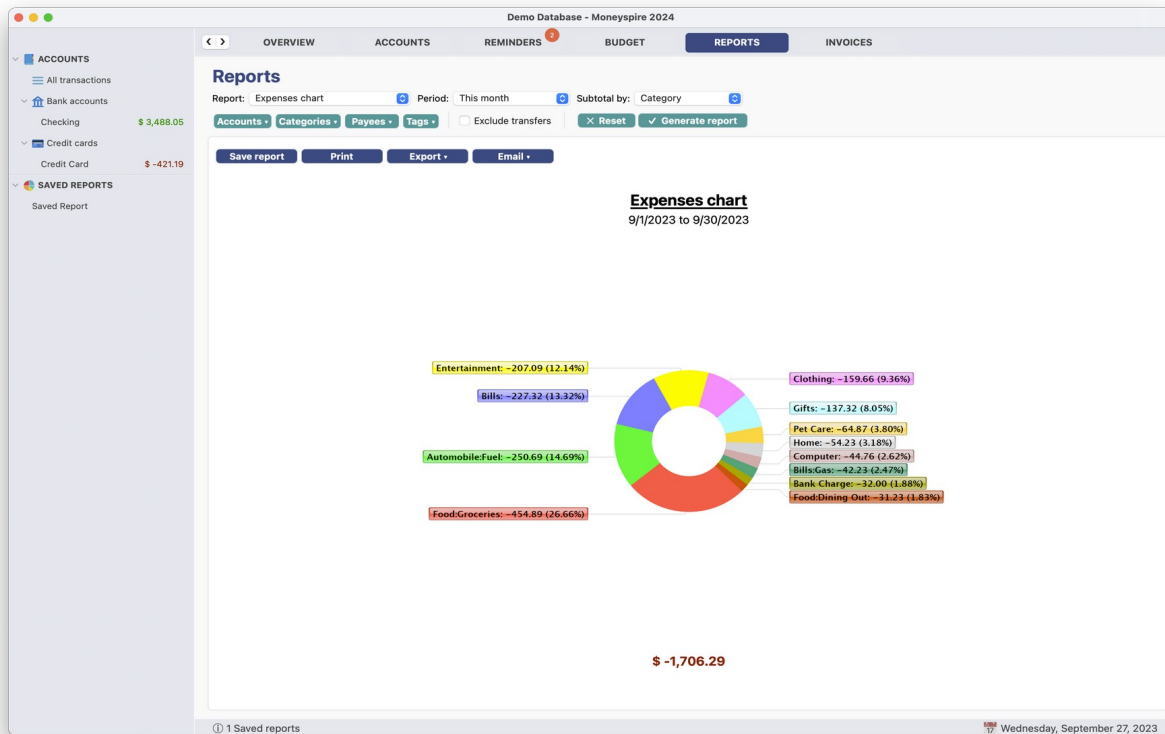 Demo Database - Moneyspire 2024
ACCOUNTS
All transactions
Bank accounts
Checking $ 3,488.05
Credit cards
Credit Card $ -421.19
SAVED REPORTS
Saved Report
OVERVIEW ACCOUNTS REMINDERS 2 BUDGET REPORTS INVOICES
Reports
Report: Expenses chart Period: This month Subtotal by: Category
Accounts Categories Payees Tags Exclude transfers Reset Generate report
Save report Print Export Email
Expenses chart
9/1/2023 to 9/30/2023
Entertainment: -207.09 (12.14%)
Bills: -227.32 (13.32%)
Automobile:Fuel: -250.69 (14.69%)
Food:Groceries: -454.89 (26.66%)
Clothing: -159.66 (9.36%)
Gifts: -137.32 (8.05%)
Pet Care: -64.87 (3.80%)
Home: -54.23 (3.18%)
Computer: -44.76 (2.62%)
Bills:Gas: -42.23 (2.47%)
Bank Charge: -32.00 (1.88%)
Food:Dining Out: -31.23 (1.83%)
$ -1,706.29
1 Saved reports
17 Wednesday, September 27, 2023